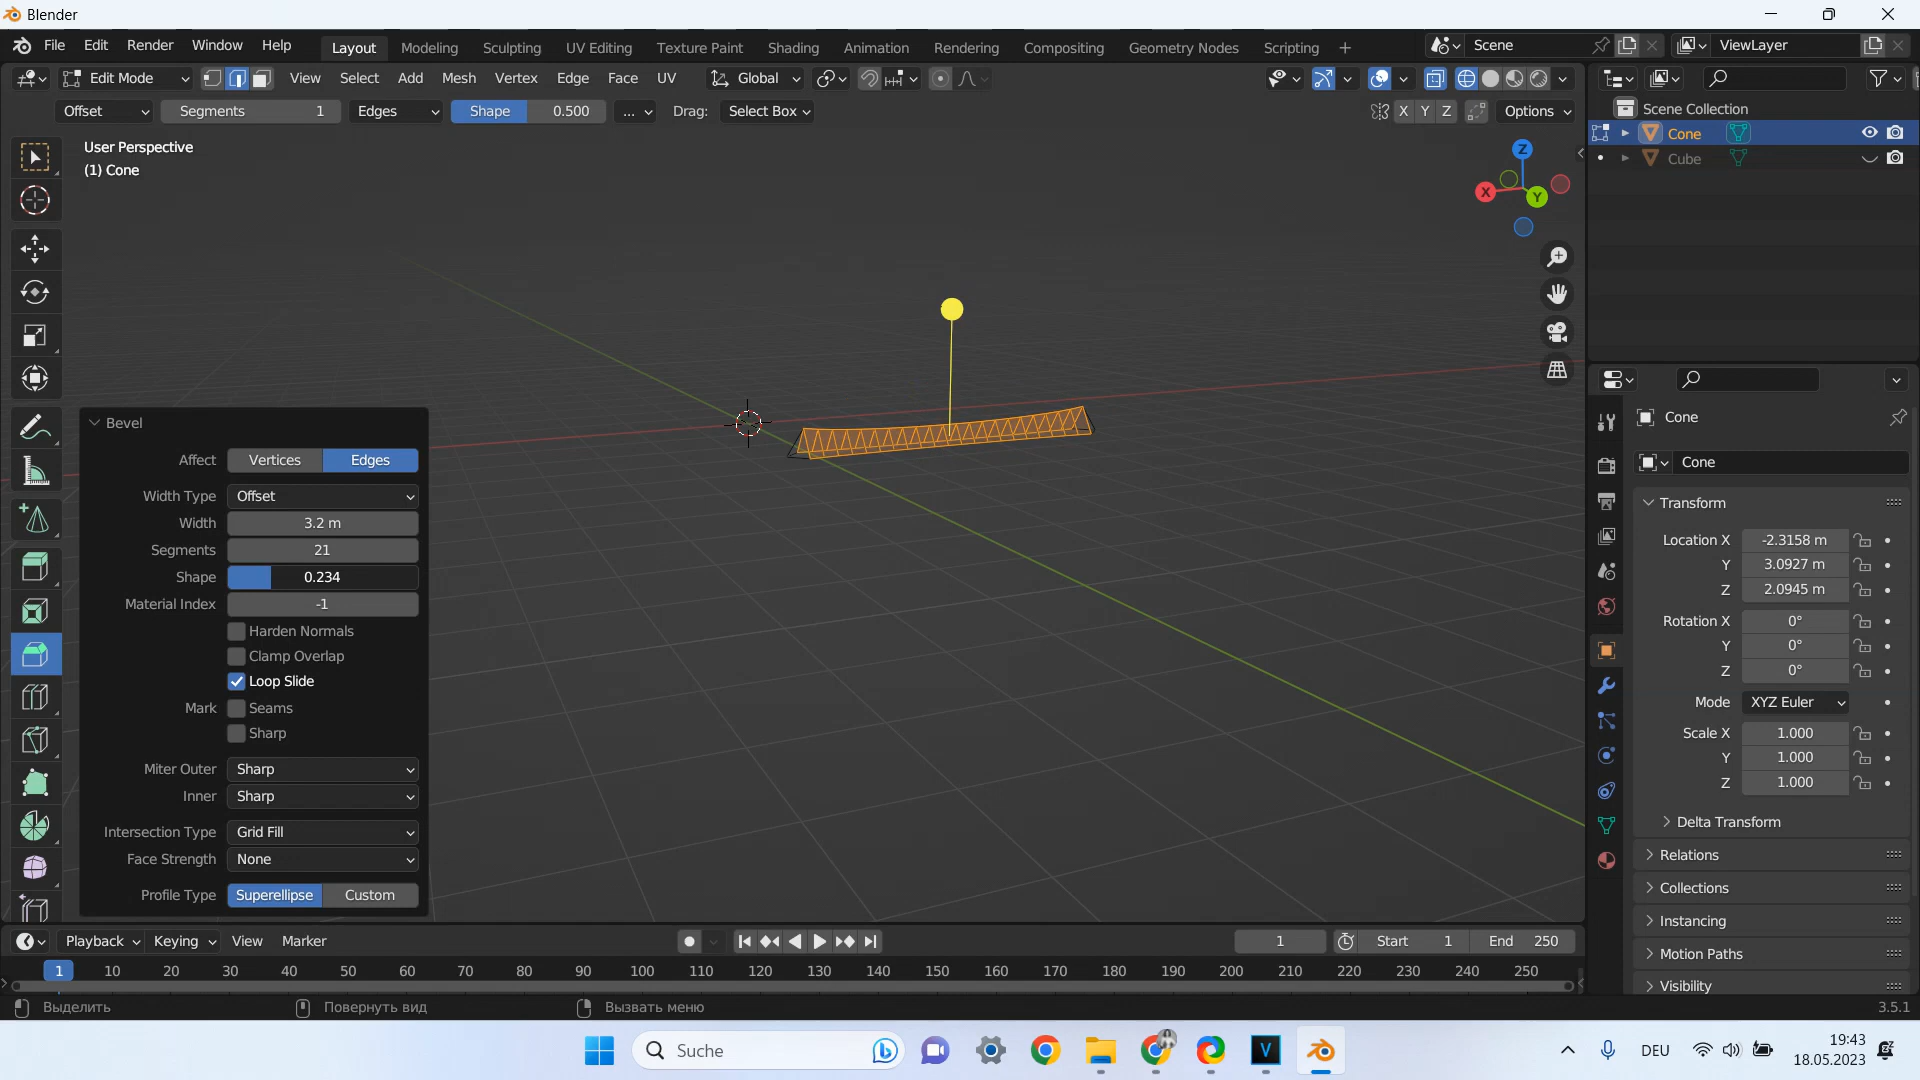 Blender
File Edit Render Window Help Layout Modeling Sculpting UV Editing Texture Paint Shading Animation Rendering Compositing Geometry Nodes Scripting + Scene ViewLayer
Edit Mode View Select Add Mesh Vertex Edge Face UV Global
Offset Segments 1 Edges Shape 0.500 ... Drag: Select Box X Y Z Options
Scene Collection
Cone
Cube
User Perspective
(1) Cone
Z
X
Y
Bevel
Affect Vertices Edges
Width Type Offset
Width 3.2 m
Segments 21
Shape 0.234
Material Index -1
Harden Normals
Clamp Overlap
Loop Slide
Mark Seams
Sharp
Miter Outer Sharp
Inner Sharp
Intersection Type Grid Fill
Face Strength None
Profile Type Superellipse Custom
Cone
Cone
Transform
Location X -2.3158 m
Y 3.0927 m
Z 2.0945 m
Rotation X 0°
Y 0°
Z 0°
Mode XYZ Euler
Scale X 1.000
Y 1.000
Z 1.000
Delta Transform
Relations
Collections
Instancing
Motion Paths
Visibility
Playback Keying View Marker 1 Start 1 End 250
1 10 20 30 40 50 60 70 80 90 100 110 120 130 140 150 160 170 180 190 200 210 220 230 240 250
Выделить Повернуть вид Вызвать меню 3.5.1
Suche V DEU 19:43
18.05.2023